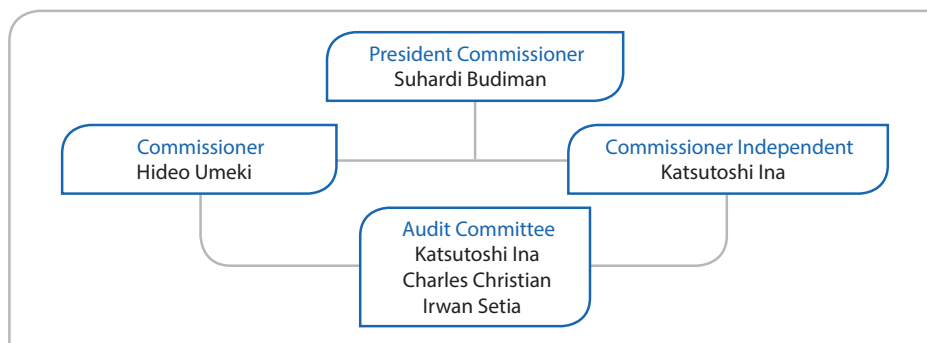 President Commissioner
Suhardi Budiman
Commissioner
Hideo Umeki
Commissioner Independent
Katsutoshi Ina
Audit Committee
Katsutoshi Ina
Charles Christian
Irwan Setia